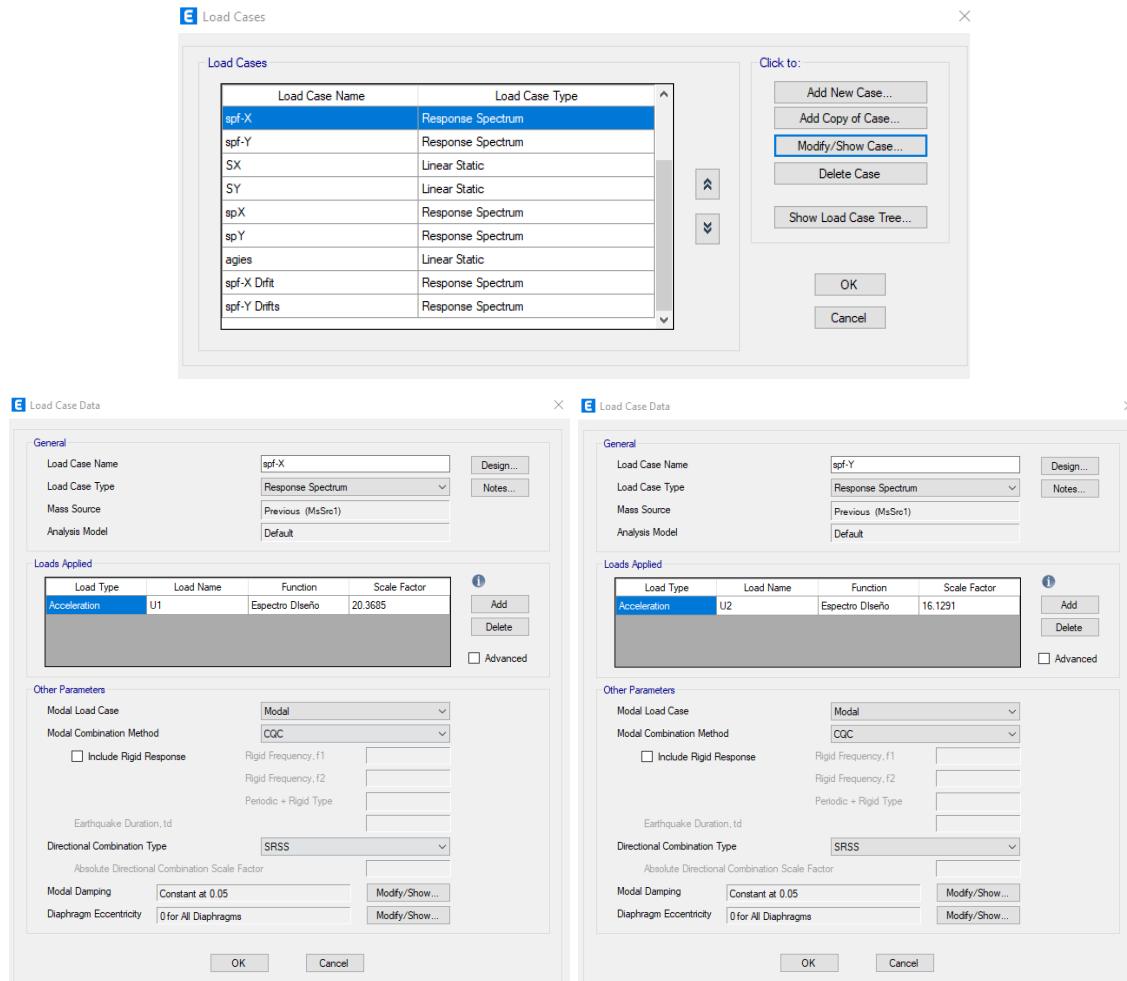 E Load Cases
Load Cases
Click to:
Load Case Name Load Case Type
spf-X Response Spectrum
spf-Y Response Spectrum
SX Linear Static
SY Linear Static
spX Response Spectrum
spY Response Spectrum
agies Linear Static
spf-X Drfit Response Spectrum
spf-Y Drifts Response Spectrum
Add New Case...
Add Copy of Case...
Modify/Show Case...
Delete Case
Show Load Case Tree...
OK
Cancel
E Load Case Data
General
Load Case Name spf-X Design...
Load Case Type Response Spectrum Notes...
Mass Source Previous (MsSrc1)
Analysis Model Default
Loads Applied
Load Type Load Name Function Scale Factor
Acceleration U1 Espectro DIseño 20.3685
Add
Delete
Advanced
Other Parameters
Modal Load Case Modal
Modal Combination Method CQC
Include Rigid Response Rigid Frequency, f1
Rigid Frequency, f2
Periodic + Rigid Type
Earthquake Duration, td
Directional Combination Type SRSS
Absolute Directional Combination Scale Factor
Modal Damping Constant at 0.05 Modify/Show...
Diaphragm Eccentricity 0 for All Diaphragms Modify/Show...
OK Cancel
E Load Case Data
General
Load Case Name spf-Y Design...
Load Case Type Response Spectrum Notes...
Mass Source Previous (MsSrc1)
Analysis Model Default
Loads Applied
Load Type Load Name Function Scale Factor
Acceleration U2 Espectro DIseño 16.1291
Add
Delete
Advanced
Other Parameters
Modal Load Case Modal
Modal Combination Method CQC
Include Rigid Response Rigid Frequency, f1
Rigid Frequency, f2
Periodic + Rigid Type
Earthquake Duration, td
Directional Combination Type SRSS
Absolute Directional Combination Scale Factor
Modal Damping Constant at 0.05 Modify/Show...
Diaphragm Eccentricity 0 for All Diaphragms Modify/Show...
OK Cancel